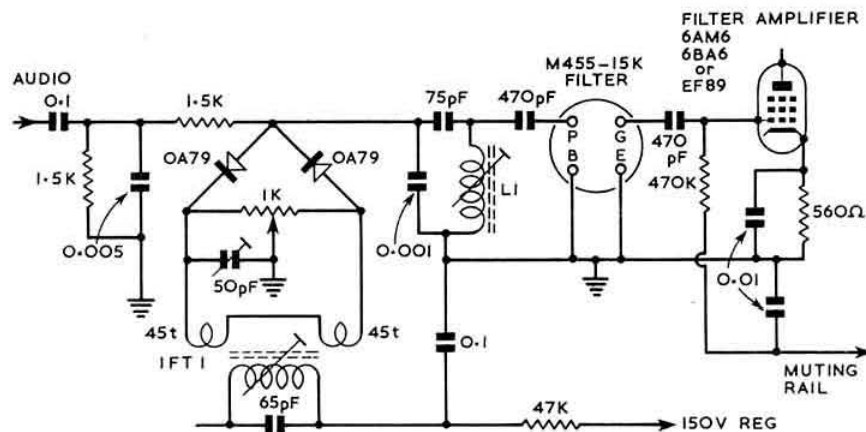 FILTER AMPLIFIER
6AM6
6BA6
or
EF89
M455-15K
FILTER
AUDIO
0.1
1.5K
75pF
470pF
P
G
B
E
470
pF
470K
OA79
OA79
1.5K
1K
L1
560Ω
0.005
0.001
0.01
50pF
45t
45t
IFT1
0.1
65pF
47K
150V REG
MUTING
RAIL